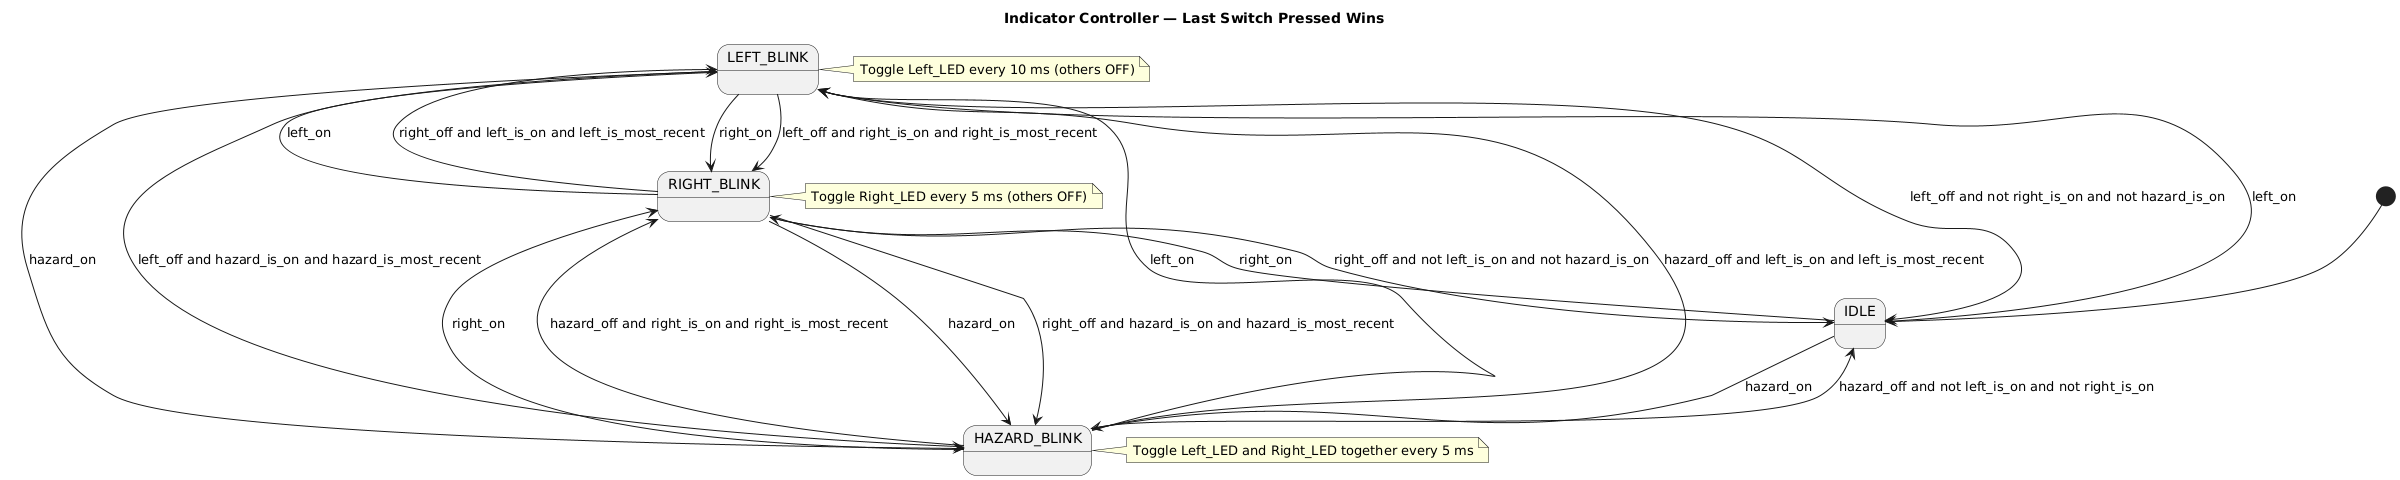 Indicator Controller — Last Switch Pressed Wins
LEFT_BLINK
Toggle Left_LED every 10 ms (others OFF)
left_on
right_off and left_is_on and left_is_most_recent
right_on
left_off and right_is_on and right_is_most_recent
RIGHT_BLINK
Toggle Right_LED every 5 ms (others OFF)
left_off and not right_is_on and not hazard_is_on
left_on
hazard_on
left_off and hazard_is_on and hazard_is_most_recent
left_on
right_on
right_off and not left_is_on and not hazard_is_on
hazard_off and left_is_on and left_is_most_recent
IDLE
right_on
hazard_off and right_is_on and right_is_most_recent
hazard_on
right_off and hazard_is_on and hazard_is_most_recent
hazard_on
hazard_off and not left_is_on and not right_is_on
HAZARD_BLINK
Toggle Left_LED and Right_LED together every 5 ms